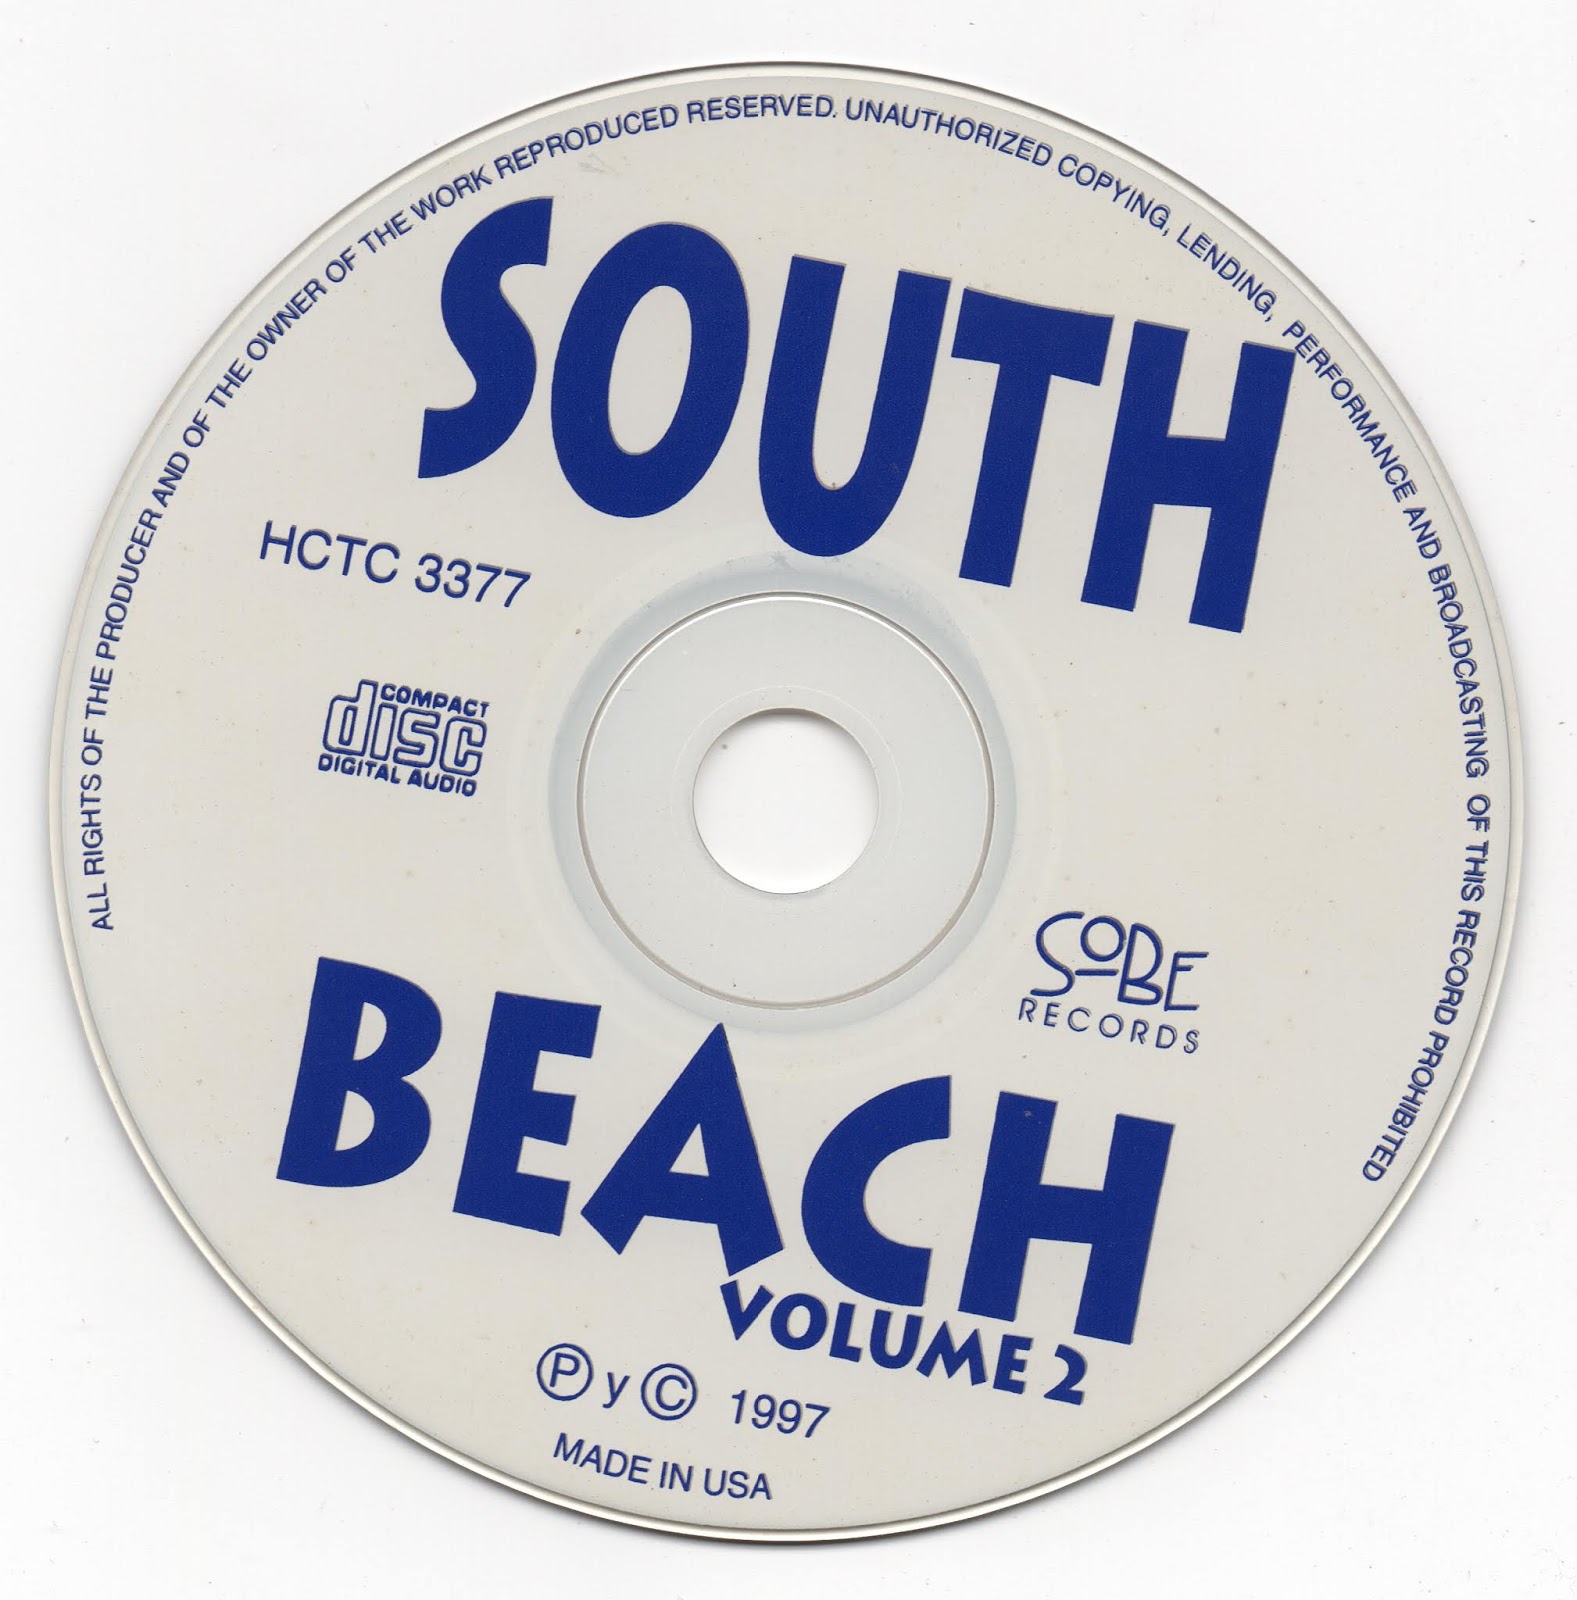 ALL RIGHTS OF THE PRODUCER AND OF THE OWNER OF THE WORK REPRODUCED RESERVED. UNAUTHORIZED COPYING, LENDING, PERFORMANCE AND BROADCASTING OF THIS RECORD PROHIBITED
SOUTH
HCTC 3377
COMPACT
disc
DIGITAL AUDIO
SOBE
RECORDS
BEACH
VOLUME 2
Ⓟ y © 1997
MADE IN USA